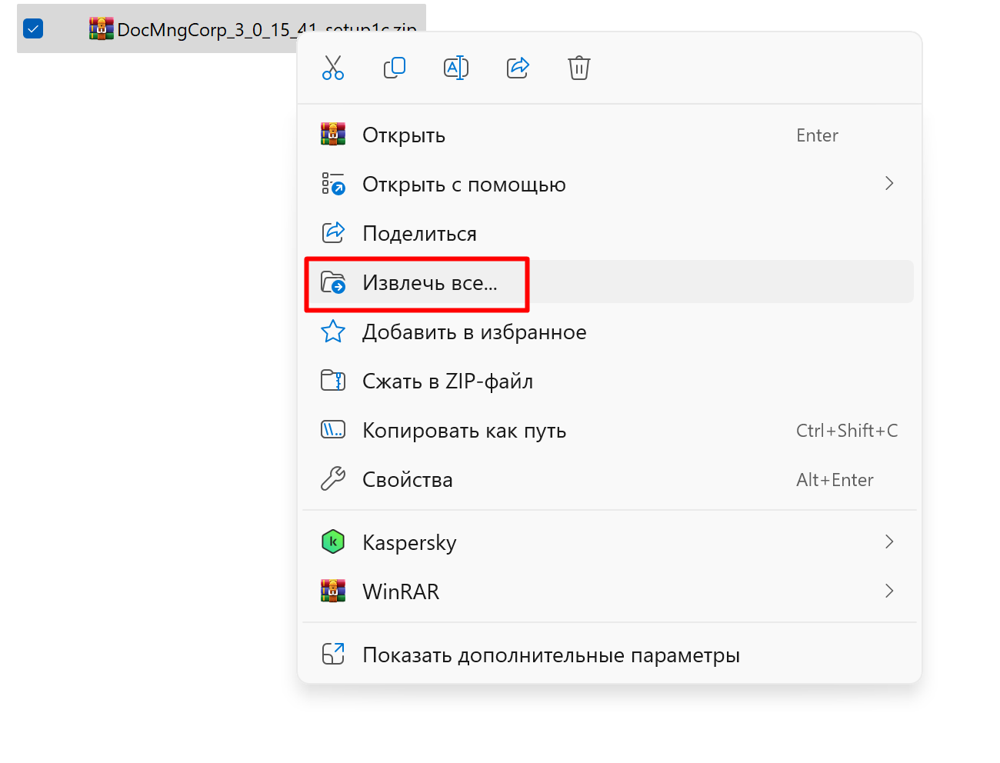 DocMngCorp_3_0_15_41_setup1c.zip
Открыть Enter
Открыть с помощью
Поделиться
Извлечь все...
Добавить в избранное
Сжать в ZIP-файл
Копировать как путь Ctrl+Shift+C
Свойства Alt+Enter
Kaspersky
WinRAR
Показать дополнительные параметры